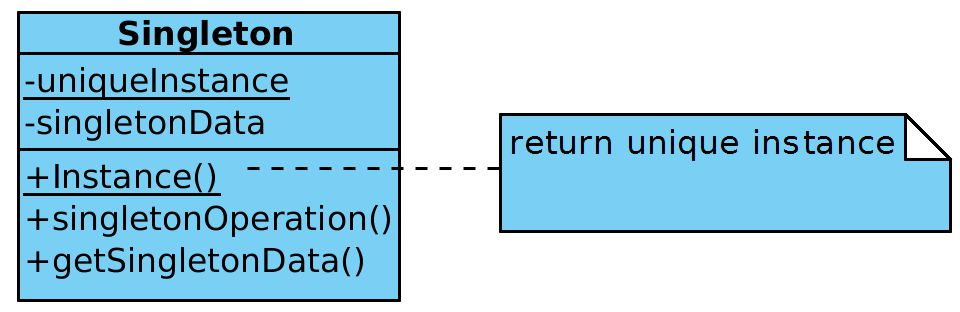 Singleton
-uniqueInstance
-singletonData
+Instance()
return unique instance
+singletonOperation()
+getSingletonData()